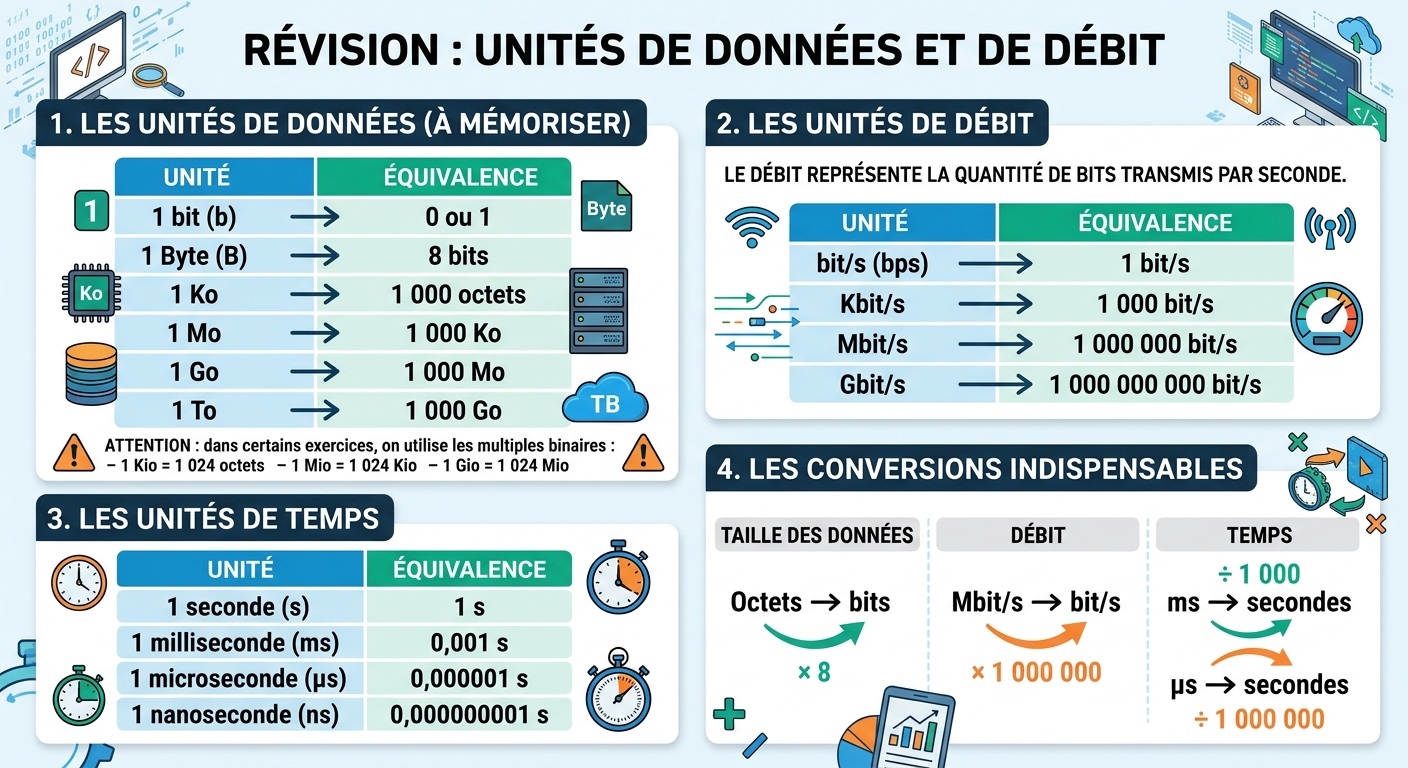 RÉVISION : UNITÉS DE DONNÉES ET DE DÉBIT
1. LES UNITÉS DE DONNÉES (À MÉMORISER)
UNITÉ ÉQUIVALENCE
1 bit (b) → 0 ou 1
1 Byte (B) → 8 bits
1 Ko → 1 000 octets
1 Mo → 1 000 Ko
1 Go → 1 000 Mo
1 To → 1 000 Go
1
Byte
Ko
TB
ATTENTION : dans certains exercices, on utilise les multiples binaires :
– 1 Kio = 1 024 octets – 1 Mio = 1 024 Kio – 1 Gio = 1 024 Mio
2. LES UNITÉS DE DÉBIT
LE DÉBIT REPRÉSENTE LA QUANTITÉ DE BITS TRANSMIS PAR SECONDE.
UNITÉ ÉQUIVALENCE
bit/s (bps) → 1 bit/s
Kbit/s → 1 000 bit/s
Mbit/s → 1 000 000 bit/s
Gbit/s → 1 000 000 000 bit/s
3. LES UNITÉS DE TEMPS
UNITÉ ÉQUIVALENCE
1 seconde (s) 1 s
1 milliseconde (ms) 0,001 s
1 microseconde (µs) 0,000001 s
1 nanoseconde (ns) 0,000000001 s
4. LES CONVERSIONS INDISPENSABLES
TAILLE DES DONNÉES
Octets → bits
× 8
DÉBIT
Mbit/s → bit/s
× 1 000 000
TEMPS
÷ 1 000
ms → secondes
µs → secondes
÷ 1 000 000